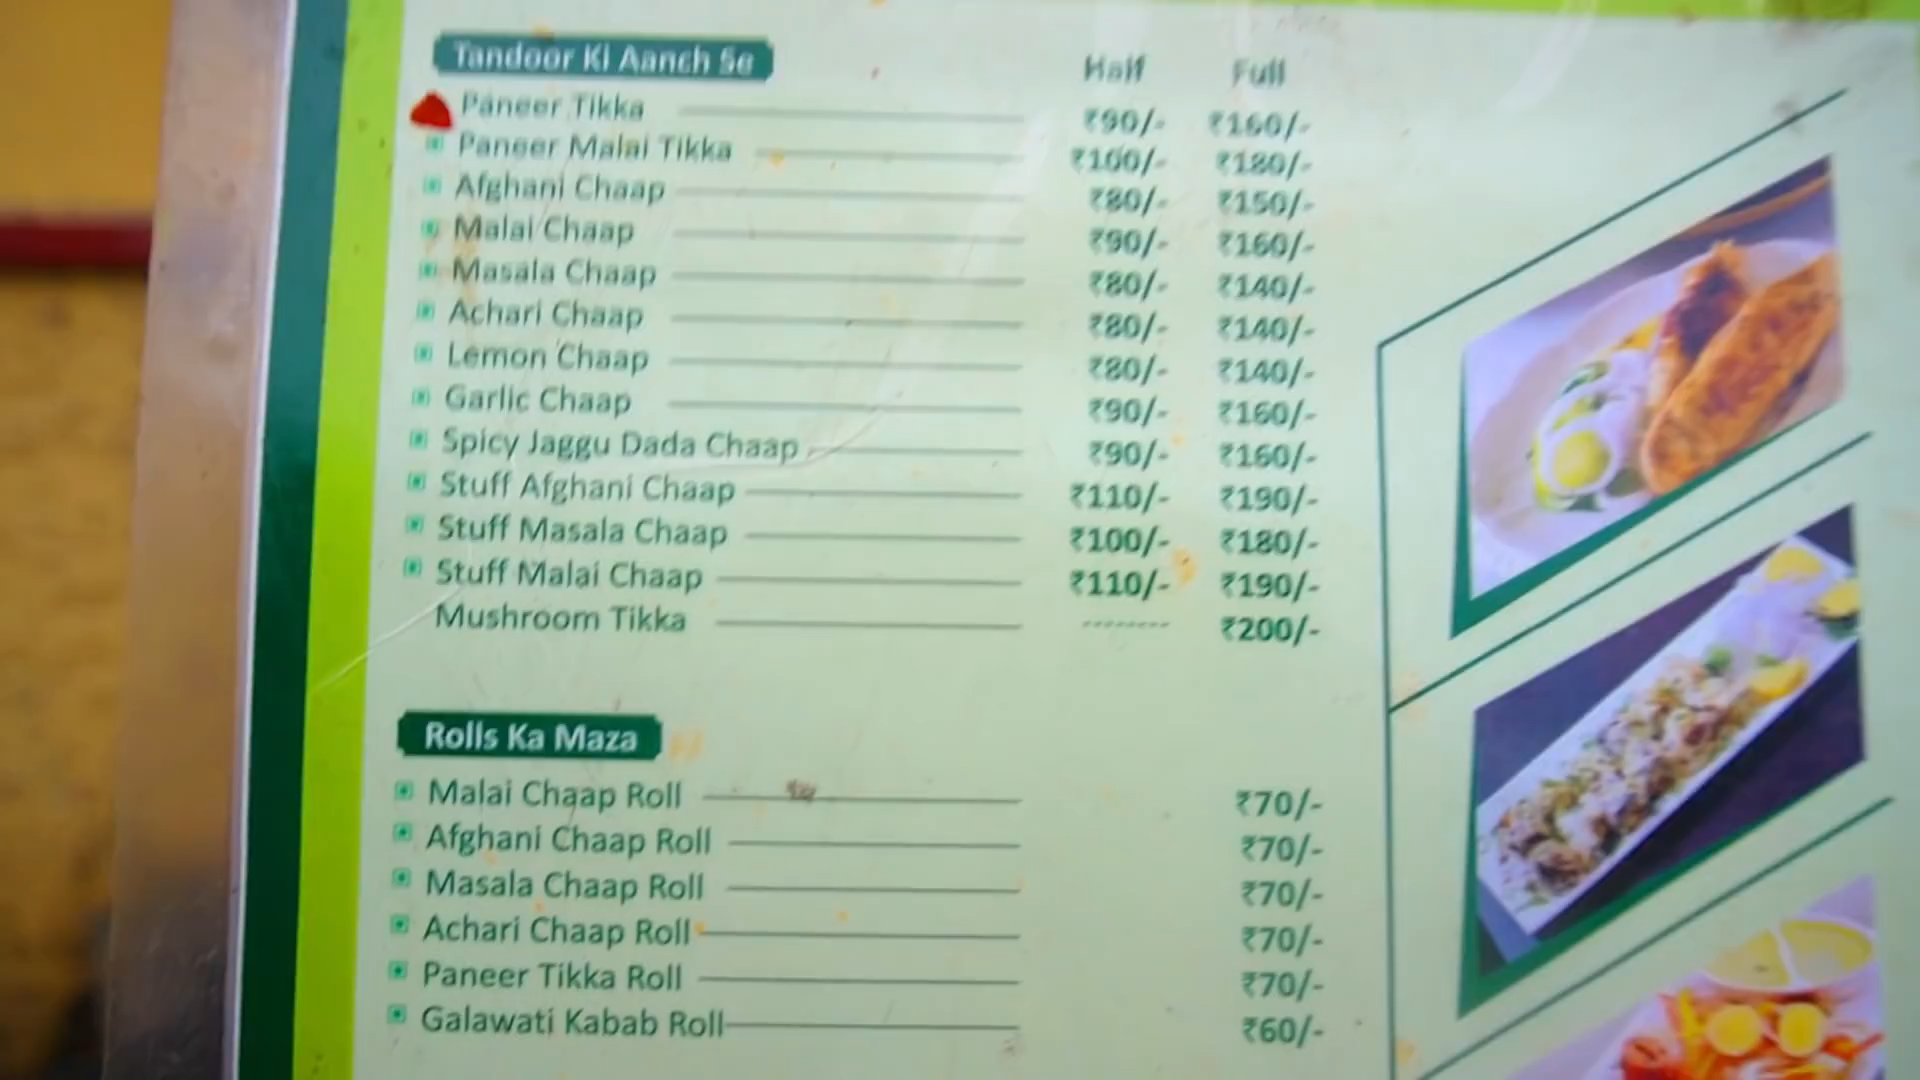 Tandoor Ki Aanch Se Half Full
Paneer Tikka ₹90/- ₹160/-
Paneer Malai Tikka ₹100/- ₹180/-
Afghani Chaap ₹80/- ₹150/-
Malai Chaap ₹90/- ₹160/-
Masala Chaap ₹80/- ₹140/-
Achari Chaap ₹80/- ₹140/-
Lemon Chaap ₹80/- ₹140/-
Garlic Chaap ₹90/- ₹160/-
Spicy Jaggu Dada Chaap ₹90/- ₹160/-
Stuff Afghani Chaap ₹110/- ₹190/-
Stuff Masala Chaap ₹100/- ₹180/-
Stuff Malai Chaap ₹110/- ₹190/-
Mushroom Tikka -------- ₹200/-
Rolls Ka Maza
Malai Chaap Roll ₹70/-
Afghani Chaap Roll ₹70/-
Masala Chaap Roll ₹70/-
Achari Chaap Roll ₹70/-
Paneer Tikka Roll ₹70/-
Galawati Kabab Roll ₹60/-